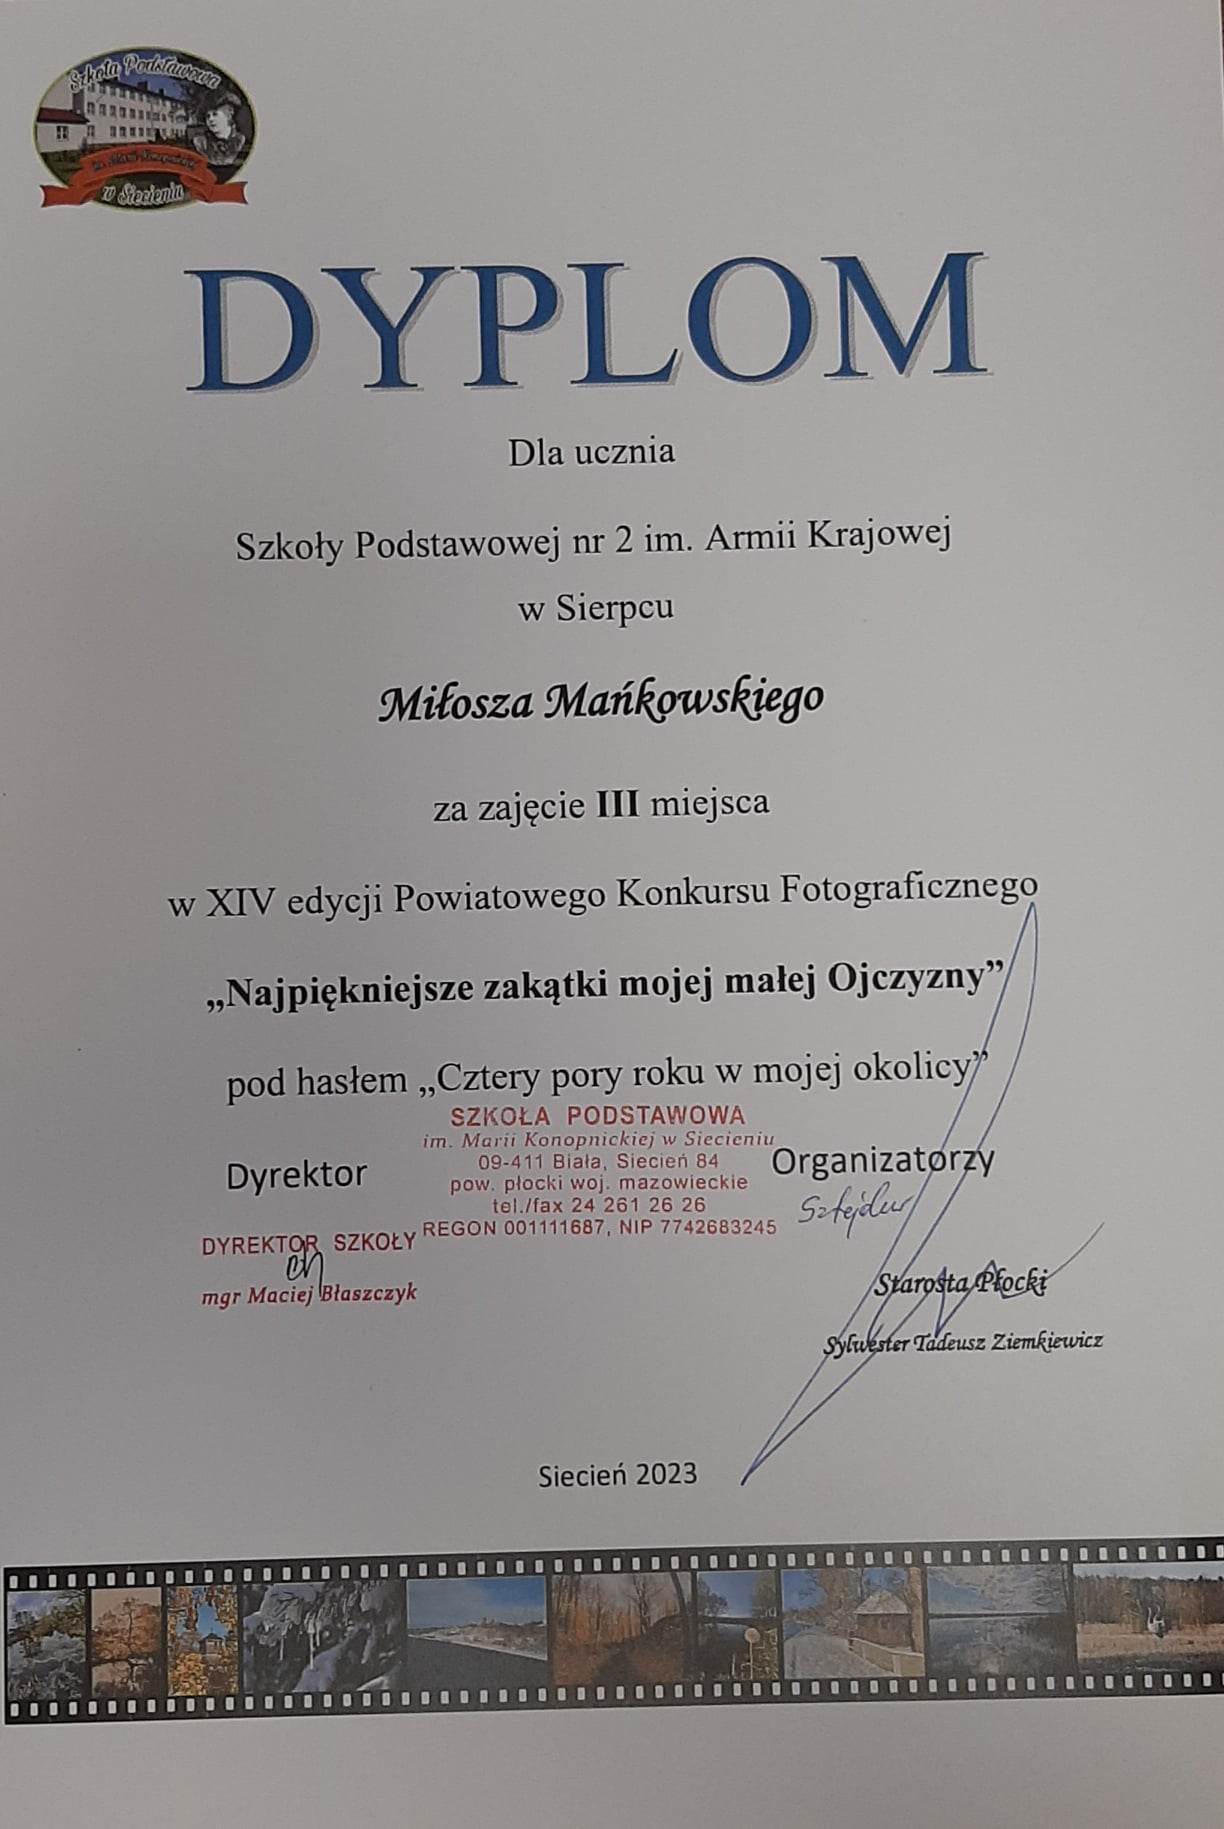 Szkoła Podstawowa
im. Marii Konopnickiej
w Siecieniu
DYPLOM
Dla ucznia
Szkoły Podstawowej nr 2 im. Armii Krajowej
w Sierpcu
Miłosza Mańkowskiego
za zajęcie III miejsca
w XIV edycji Powiatowego Konkursu Fotograficznego
„Najpiękniejsze zakątki mojej małej Ojczyzny”
pod hasłem „Cztery pory roku w mojej okolicy”
SZKOŁA PODSTAWOWA
im. Marii Konopnickiej w Siecieniu
09-411 Biała, Siecień 84
pow. płocki woj. mazowieckie
tel./fax 24 261 26 26
REGON 001111687, NIP 7742683245
Dyrektor
DYREKTOR SZKOŁY
mgr Maciej Błaszczyk
Organizatorzy
Starosta Płocki
Sylwester Tadeusz Ziemkiewicz
Siecień 2023